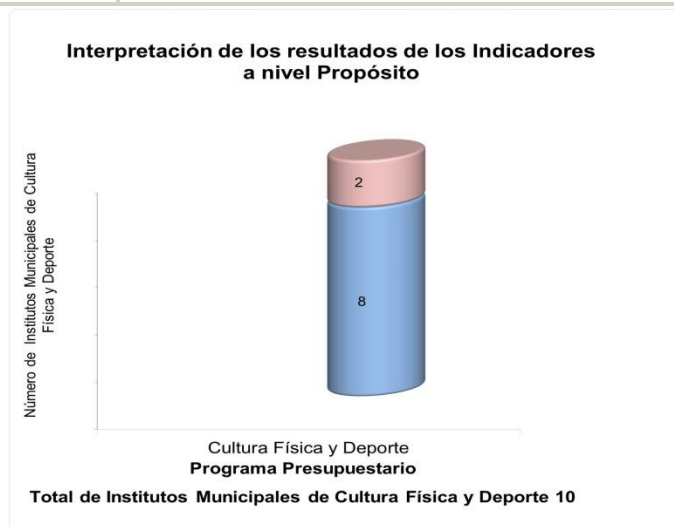 Interpretación de los resultados de los Indicadores
a nivel Propósito
Número de Institutos Municipales de Cultura
Física y Deporte
2
8
Cultura Física y Deporte
Programa Presupuestario
Total de Institutos Municipales de Cultura Física y Deporte 10